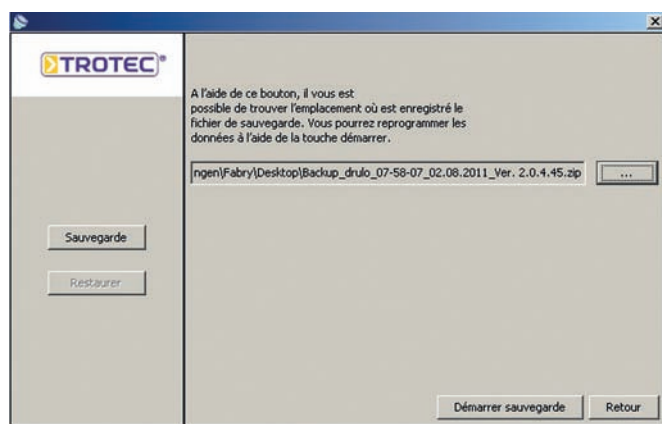 TROTEC®
A l'aide de ce bouton, il vous est
possible de trouver l'emplacement où est enregistré le
fichier de sauvegarde. Vous pourrez reprogrammer les
données à l'aide de la touche démarrer.
ngen\Fabry\Desktop\Backup_drulo_07-58-07_02.08.2011_Ver. 2.0.4.45.zip
...
Sauvegarde
Restaurer
Démarrer sauvegarde
Retour